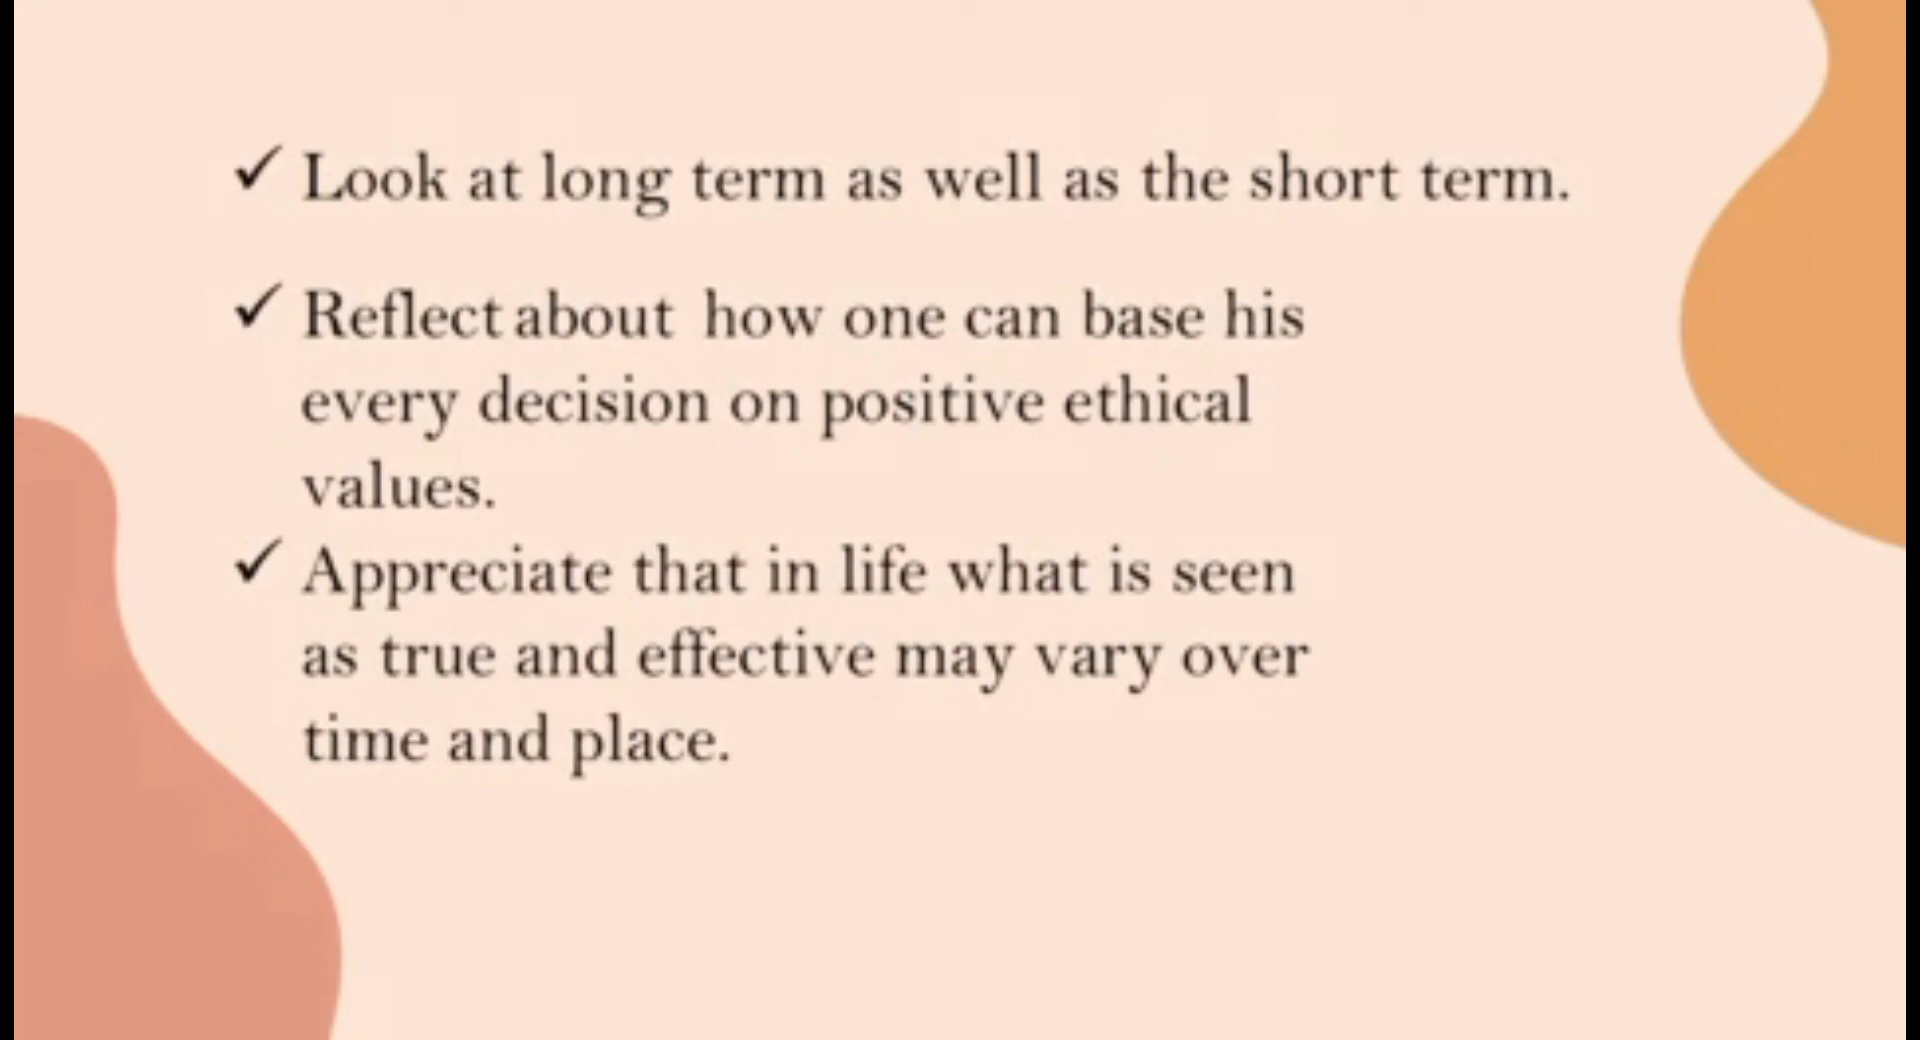 ✓ Look at long term as well as the short term.
✓ Reflect about how one can base his
every decision on positive ethical
values.
✓ Appreciate that in life what is seen
as true and effective may vary over
time and place.